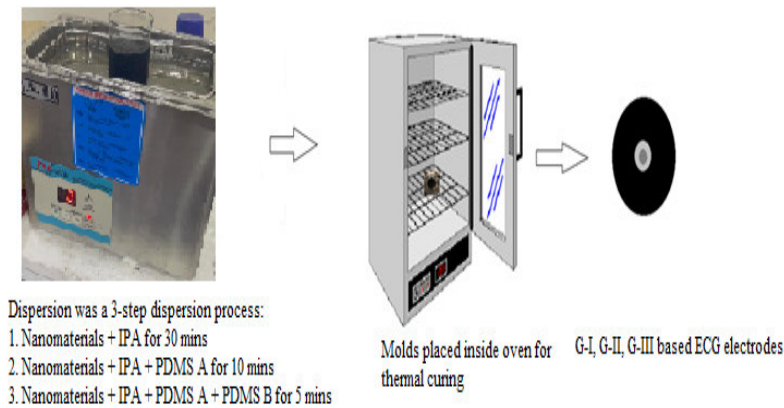 Dispersion was a 3-step dispersion process:
1. Nanomaterials + IPA for 30 mins
2. Nanomaterials + IPA + PDMS A for 10 mins
3. Nanomaterials + IPA + PDMS A + PDMS B for 5 mins
Molds placed inside oven for
thermal curing
G-I, G-II, G-III based ECG electrodes